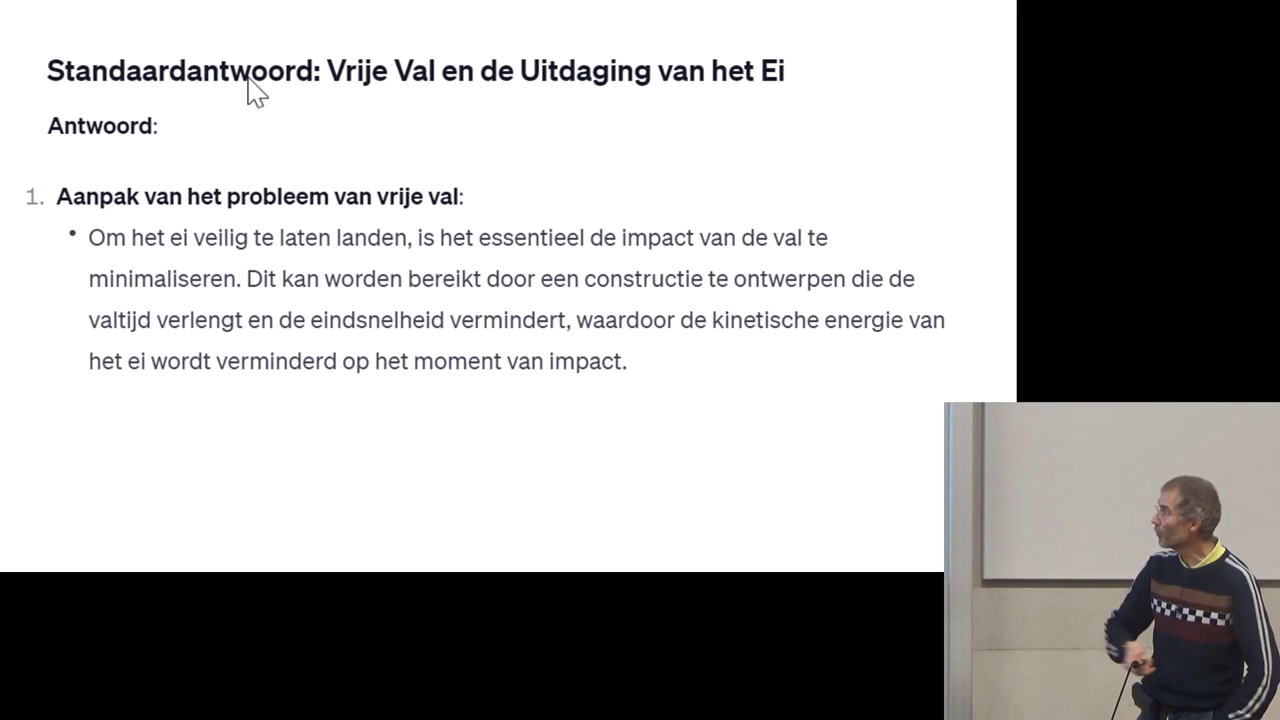 Standaardantwoord: Vrije Val en de Uitdaging van het Ei
Antwoord:
1. Aanpak van het probleem van vrije val:
• Om het ei veilig te laten landen, is het essentieel de impact van de val te
minimaliseren. Dit kan worden bereikt door een constructie te ontwerpen die de
valtijd verlengt en de eindsnelheid vermindert, waardoor de kinetische energie van
het ei wordt verminderd op het moment van impact.